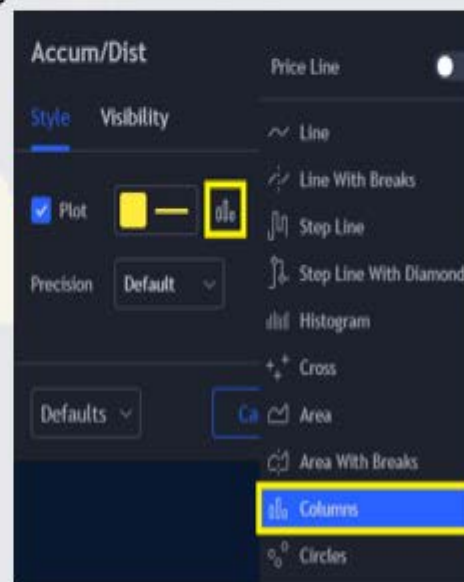 Accum/Dist
Style Visibility
Plot
Precision Default
Defaults
Ca
Price Line
Line
Line With Breaks
Step Line
Step Line With Diamond
Histogram
Cross
Area
Area With Breaks
Columns
Circles